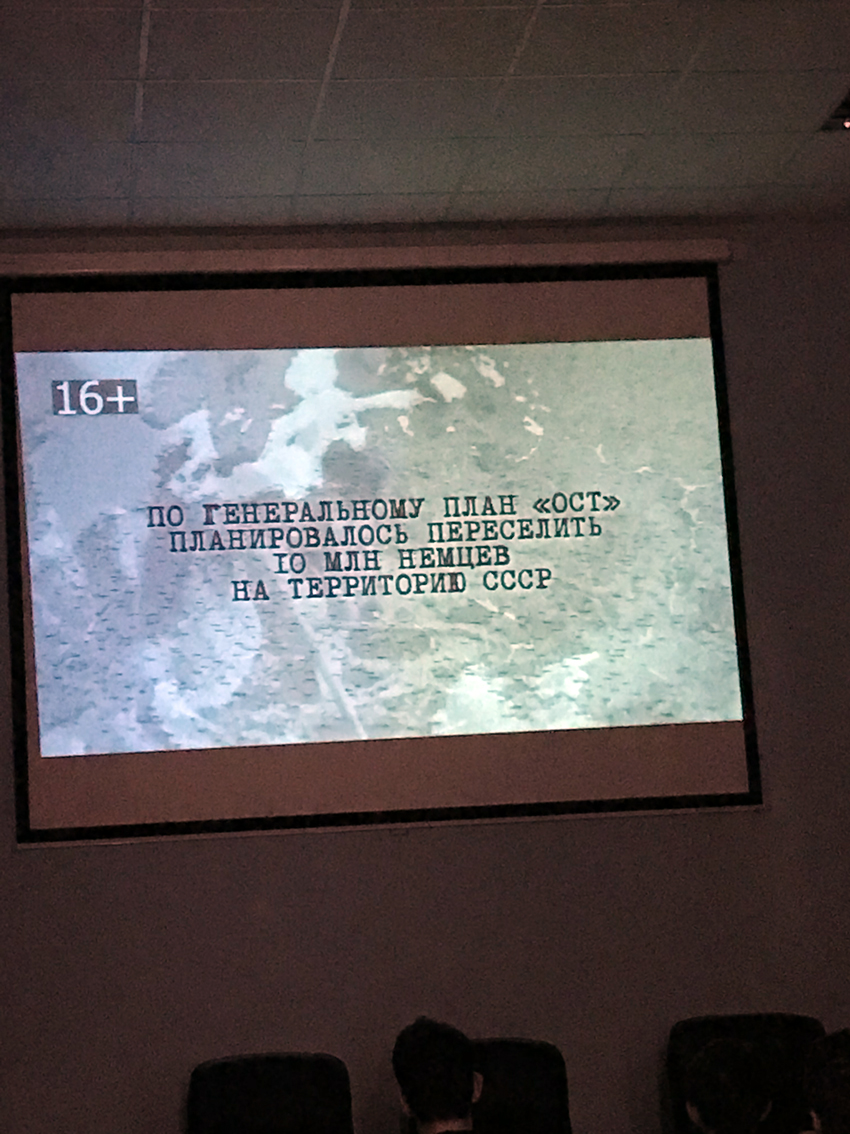 16+
ПО ГЕНЕРАЛЬНОМУ ПЛАН «ОСТ»
ПЛАНИРОВАЛОСЬ ПЕРЕСЕЛИТЬ
10 МЛН НЕМЦЕВ
НА ТЕРРИТОРИЮ СССР